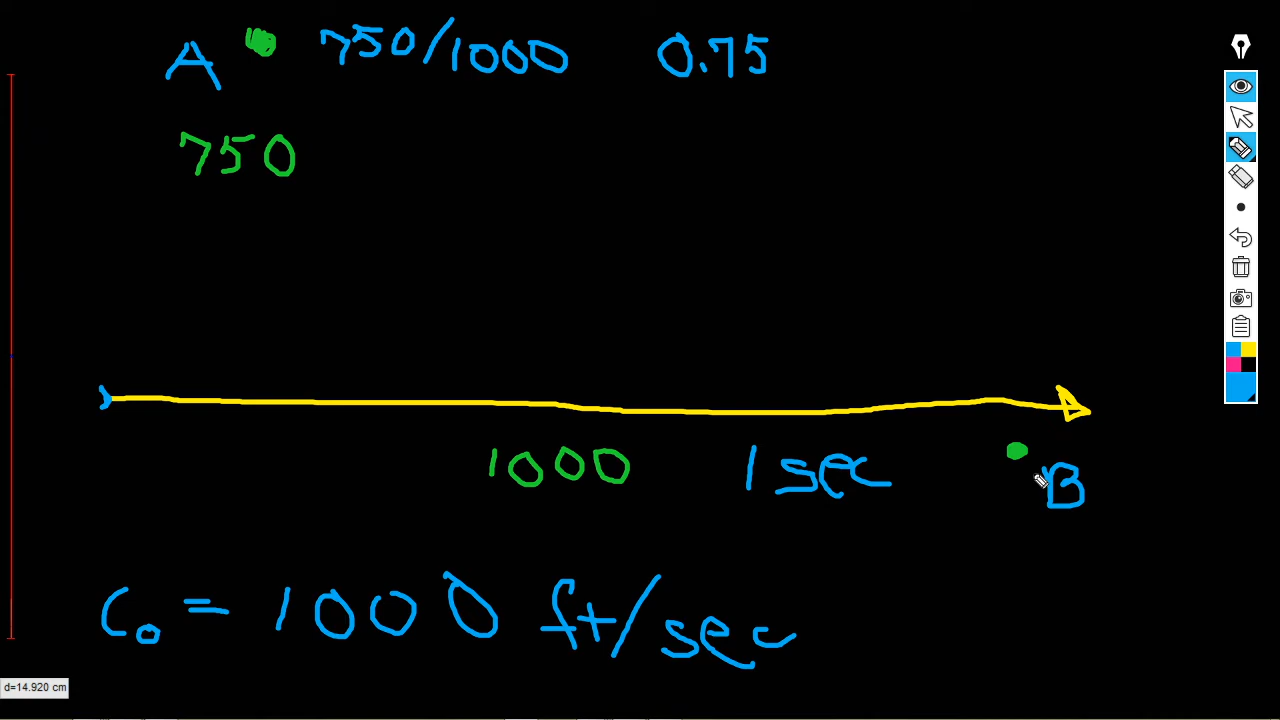 A 750/1000 0.75
750
1000 1 sec
B
C₀ = 1000 ft/sec
d=14.920 cm